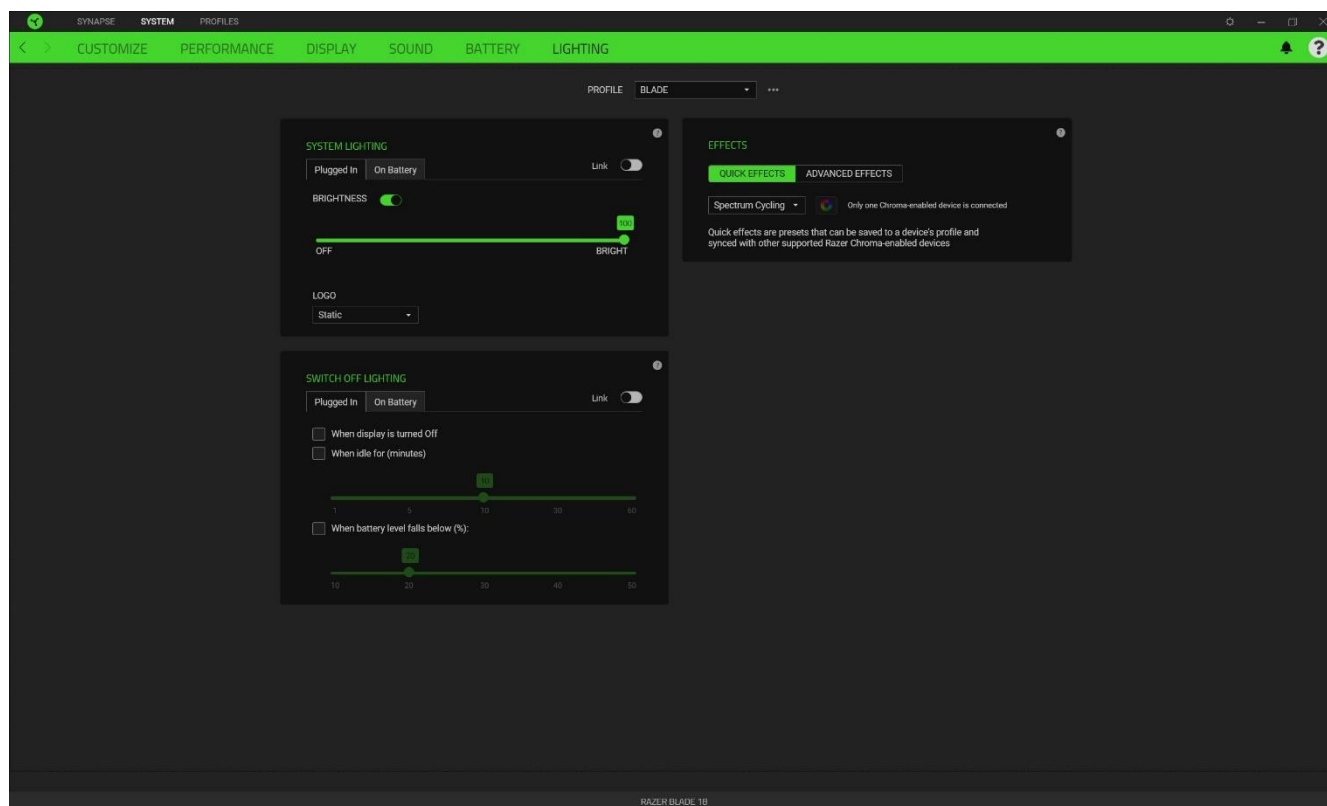 SYNAPSE SYSTEM PROFILES
CUSTOMIZE PERFORMANCE DISPLAY SOUND BATTERY LIGHTING
PROFILE BLADE
SYSTEM LIGHTING
Plugged In On Battery Link
BRIGHTNESS
100
OFF BRIGHT
LOGO
Static
SWITCH OFF LIGHTING
Plugged In On Battery Link
When display is turned Off
When idle for (minutes)
10
1 5 10 30 60
When battery level falls below (%):
20
10 20 30 40 50
EFFECTS
QUICK EFFECTS ADVANCED EFFECTS
Spectrum Cycling Only one Chroma-enabled device is connected
Quick effects are presets that can be saved to a device's profile and
synced with other supported Razer Chroma-enabled devices
RAZER BLADE 18